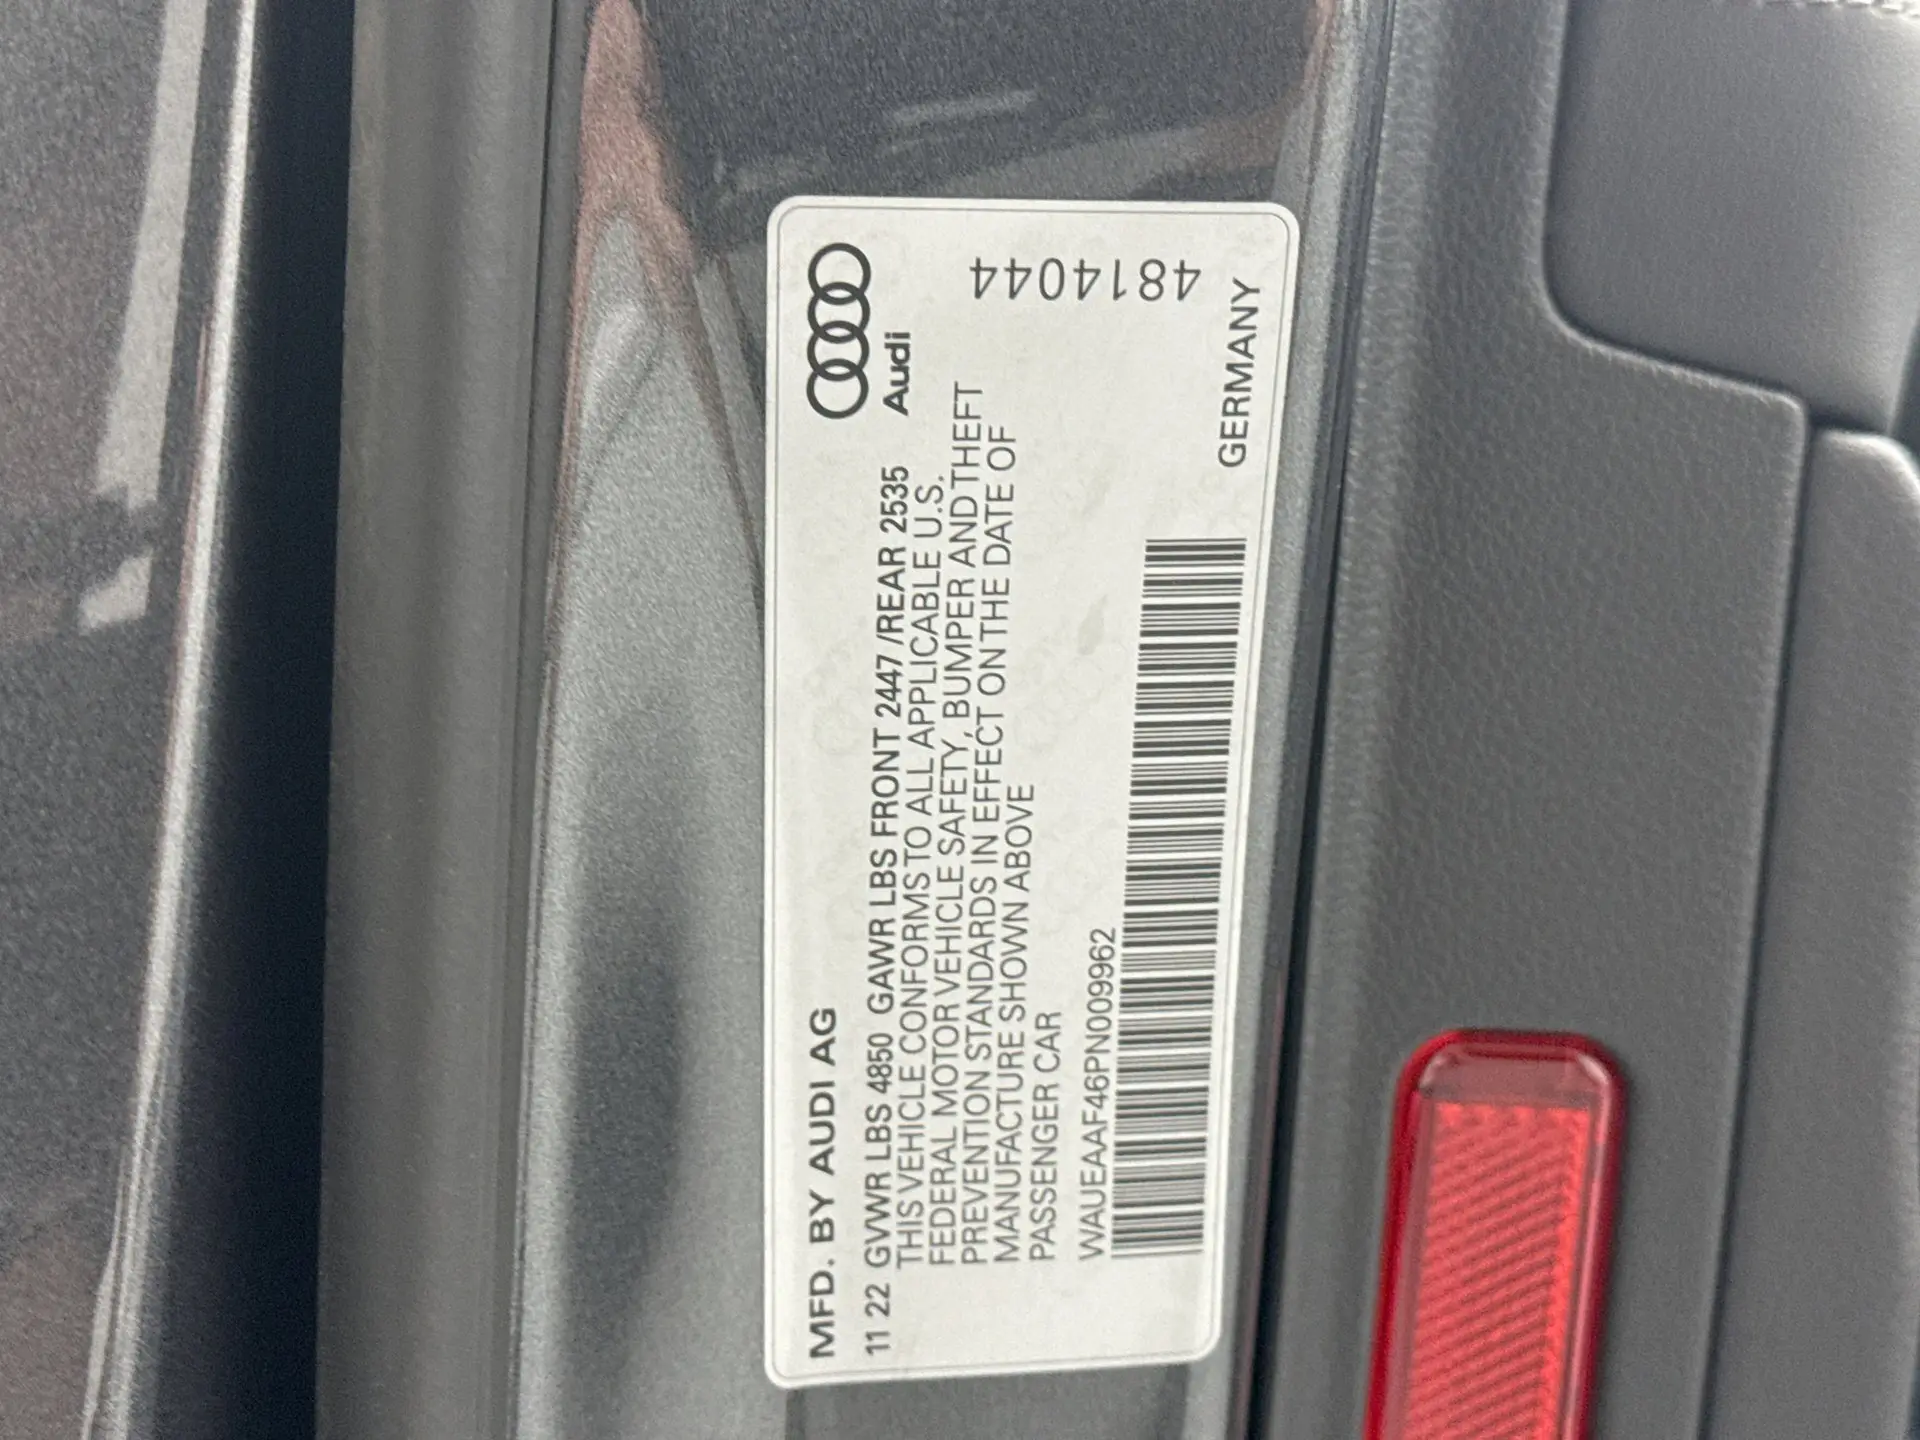 MFD. BY AUDI AG
Audi
11 22 GVWR LBS 4850 GAWR LBS FRONT 2447 /REAR 2535
THIS VEHICLE CONFORMS TO ALL APPLICABLE U.S.
FEDERAL MOTOR VEHICLE SAFETY, BUMPER AND THEFT
PREVENTION STANDARDS IN EFFECT ON THE DATE OF
MANUFACTURE SHOWN ABOVE
PASSENGER CAR
WAUEAAF46PN009962
GERMANY
4814044